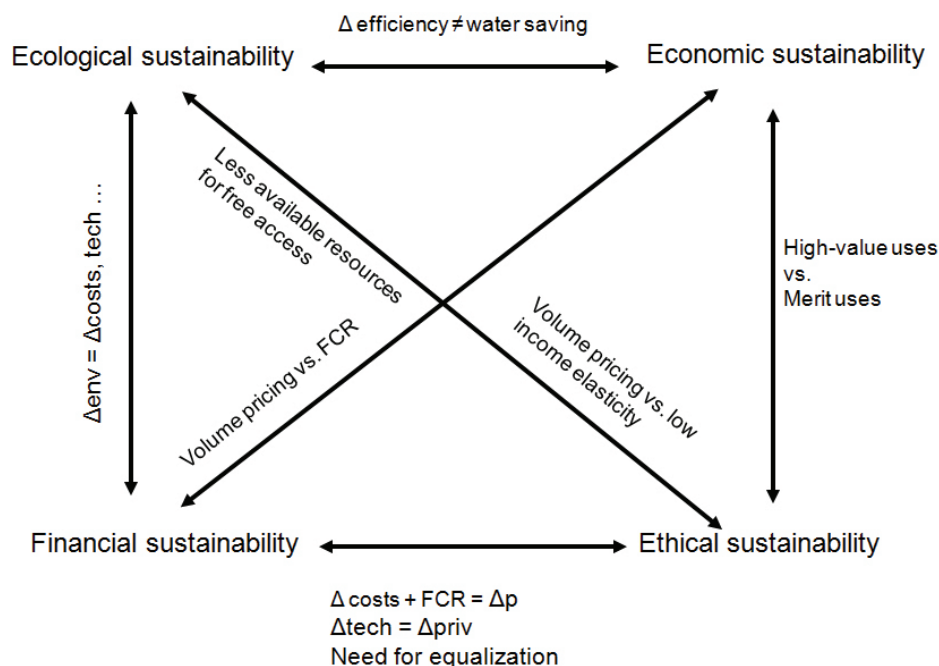 Δ efficiency ≠ water saving
Ecological sustainability
Economic sustainability
Less available resources
for free access
Δenv = Δcosts, tech ...
High-value uses
vs.
Merit uses
Volume pricing vs. FCR
Volume pricing vs. low
income elasticity
Financial sustainability
Ethical sustainability
Δ costs + FCR = Δp
Δtech = Δpriv
Need for equalization